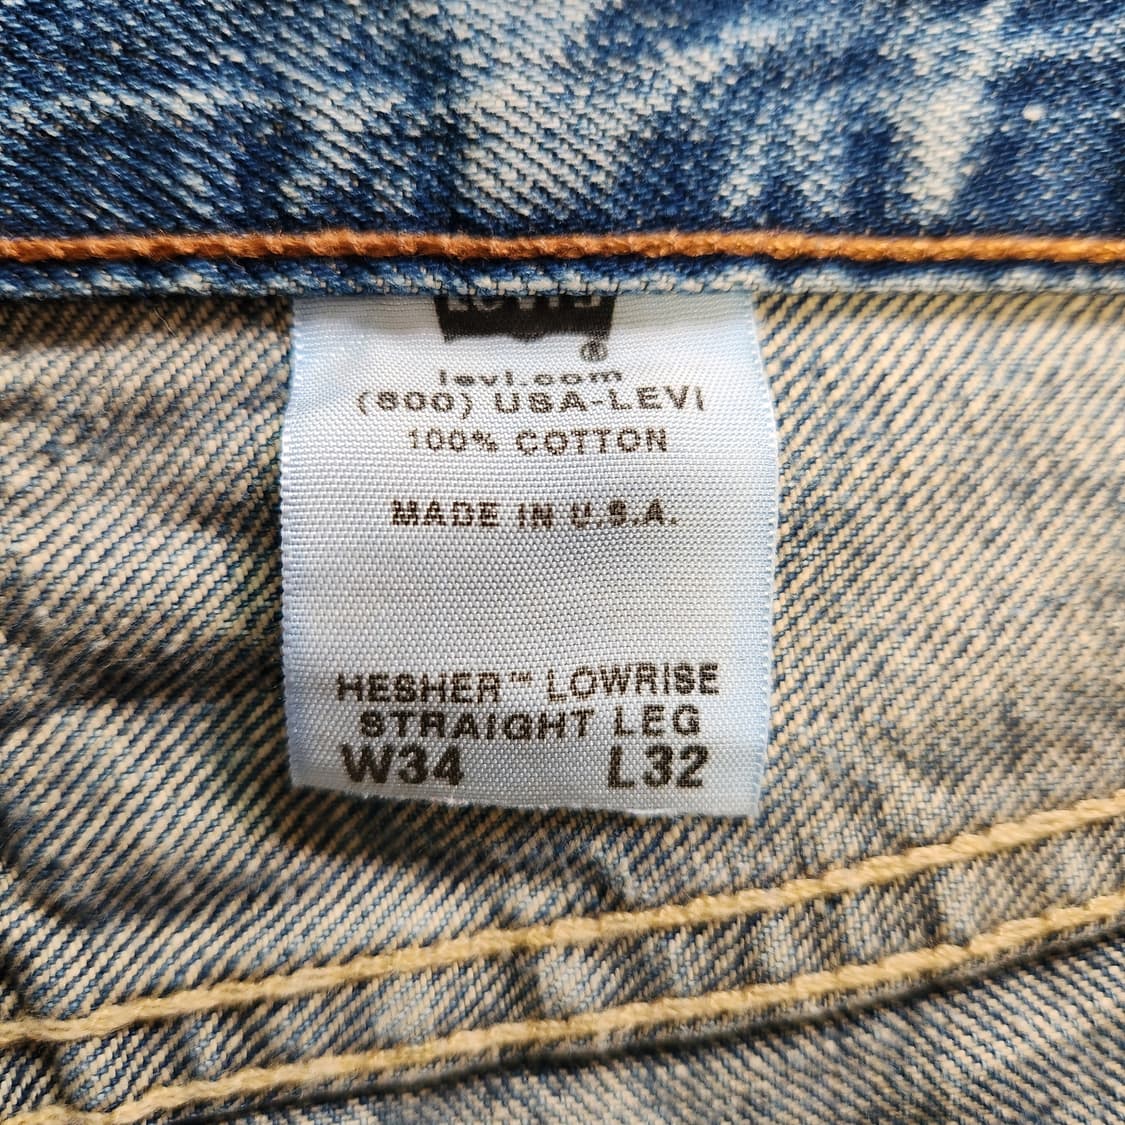 ®
levi.com
(800) USA-LEVI
100% COTTON
MADE IN U.S.A.
HESHER™ LOWRISE
STRAIGHT LEG
W34 L32